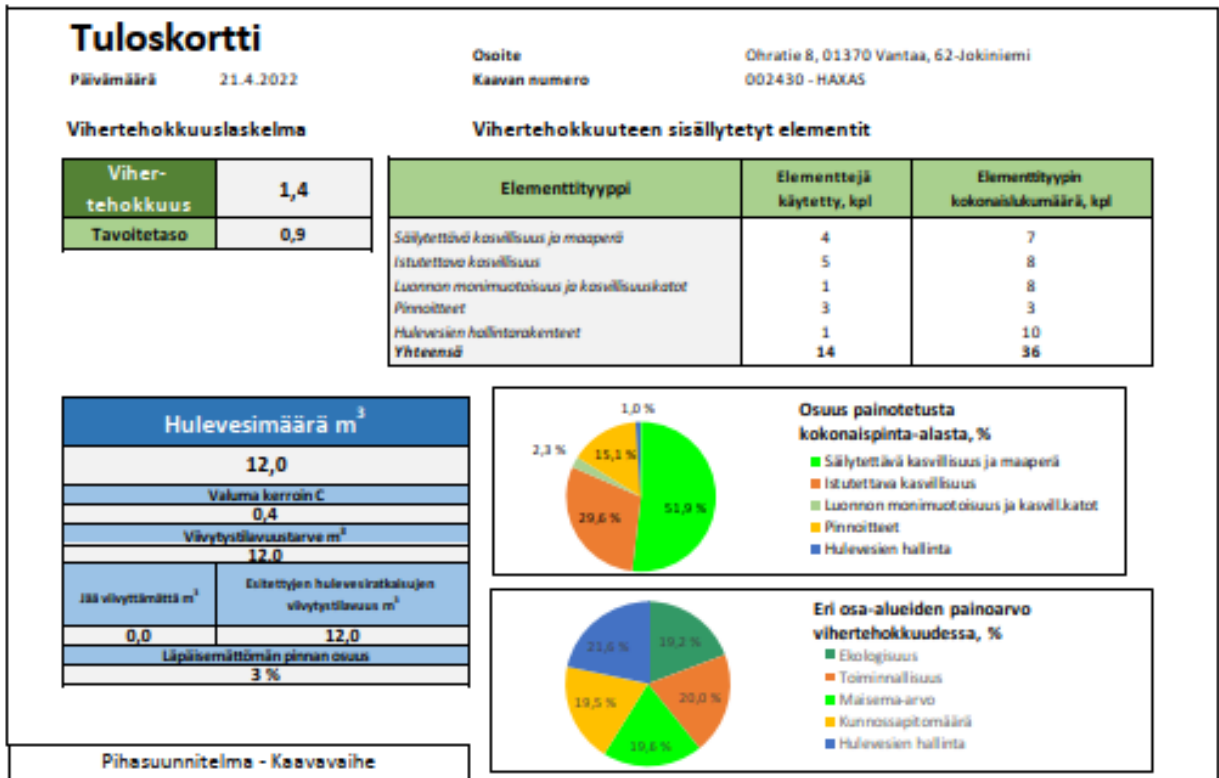 Tuloskortti
Päivämäärä 21.4.2022
Osoite Ohratie 8, 01370 Vantaa, 62-Jokiniemi
Kaavan numero 002430 - HAXAS
Vihertehokkuuslaskelma
Viher-
tehokkuus
1,4
Tavoitetaso 0,9
Vihertehokkuuteen sisällytetyt elementit
Elementtityyppi
Elementtejä
käytetty, kpl
Elementtityypin
kokonaislukumäärä, kpl
Säilytettävä kasvillisuus ja maaperä 4 7
Istutettava kasvillisuus 5 8
Luonnon monimuotoisuus ja kasvillisuuskatot 1 8
Pinnoitteet 3 3
Hulevesien hallintarakenteet 1 10
Yhteensä 14 36
Hulevesimäärä m³
12,0
Valuma kerroin C
0,4
Viivytystilavuustarve m³
12,0
Jää viivyttämättä m³
Esitettyjen hulevesiratkaisujen
viivytystilavuus m³
0,0 12,0
Läpäisemättömän pinnan osuus
3 %
Osuus painotetusta
kokonaispinta-alasta, %
1,0 %
2,3 %
15,1 %
29,6 %
51,9 %
Säilytettävä kasvillisuus ja maaperä
Istutettava kasvillisuus
Luonnon monimuotoisuus ja kasvill.katot
Pinnoitteet
Hulevesien hallinta
Eri osa-alueiden painoarvo
vihertehokkuudessa, %
21,6 %
19,2 %
19,5 %
20,0 %
19,6 %
Ekologisuus
Toiminnallisuus
Maisema-arvo
Kunnossapitomäärä
Hulevesien hallinta
Pihasuunnitelma - Kaavavaihe